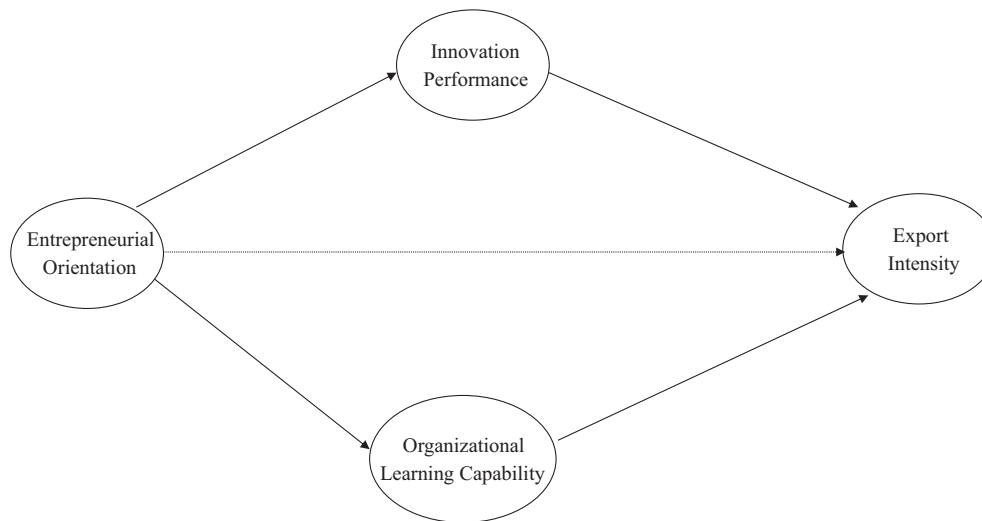 Innovation
Performance
Entrepreneurial
Orientation
Export
Intensity
Organizational
Learning Capability